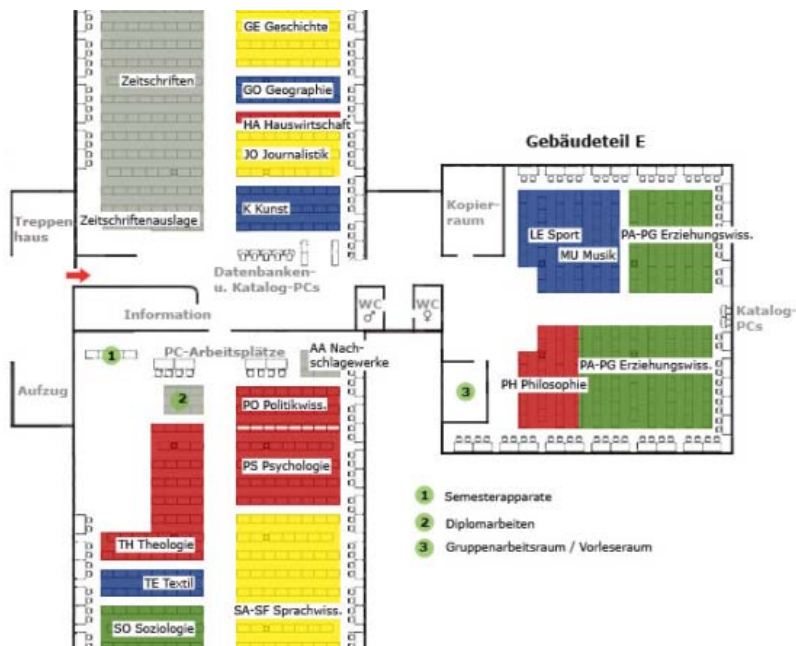 GE Geschichte
Zeitschriften
GO Geographie
HA Hauswirtschaft
JO Journalistik
K Kunst
Zeitschriftenauslage
Treppen
haus
Datenbanken-
u. Katalog-PCs
Information
WC
♂
WC
♀
PC-Arbeitsplätze
AA Nach-
schlagewerke
1
Aufzug
2
PO Politikwiss.
PS Psychologie
TH Theologie
TE Textil
SO Soziologie
SA-SF Sprachwiss.
Gebäudeteil E
Kopier-
raum
LE Sport
MU Musik
PA-PG Erziehungswiss.
Katalog-
PCs
PA-PG Erziehungswiss.
PH Philosophie
3
1 Semesterapparate
2 Diplomarbeiten
3 Gruppenarbeitsraum / Vorleseraum